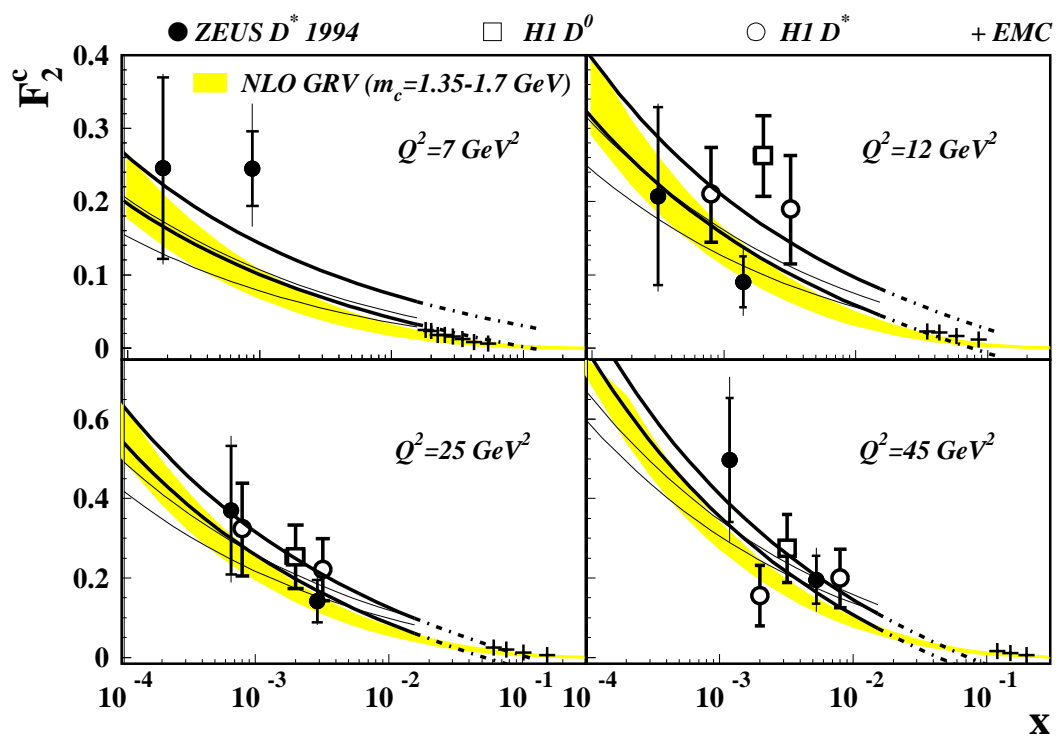 ZEUS D* 1994 H1 D⁰ H1 D* + EMC
F₂ᶜ
0.4
0.3
0.2
0.1
0
NLO GRV (m_c=1.35-1.7 GeV)
Q²=7 GeV²
Q²=12 GeV²
0.6
0.4
0.2
0
Q²=25 GeV²
Q²=45 GeV²
10⁻⁴ 10⁻³ 10⁻² 10⁻¹ 10 10⁻⁴ 10⁻³ 10⁻² 10⁻¹
x